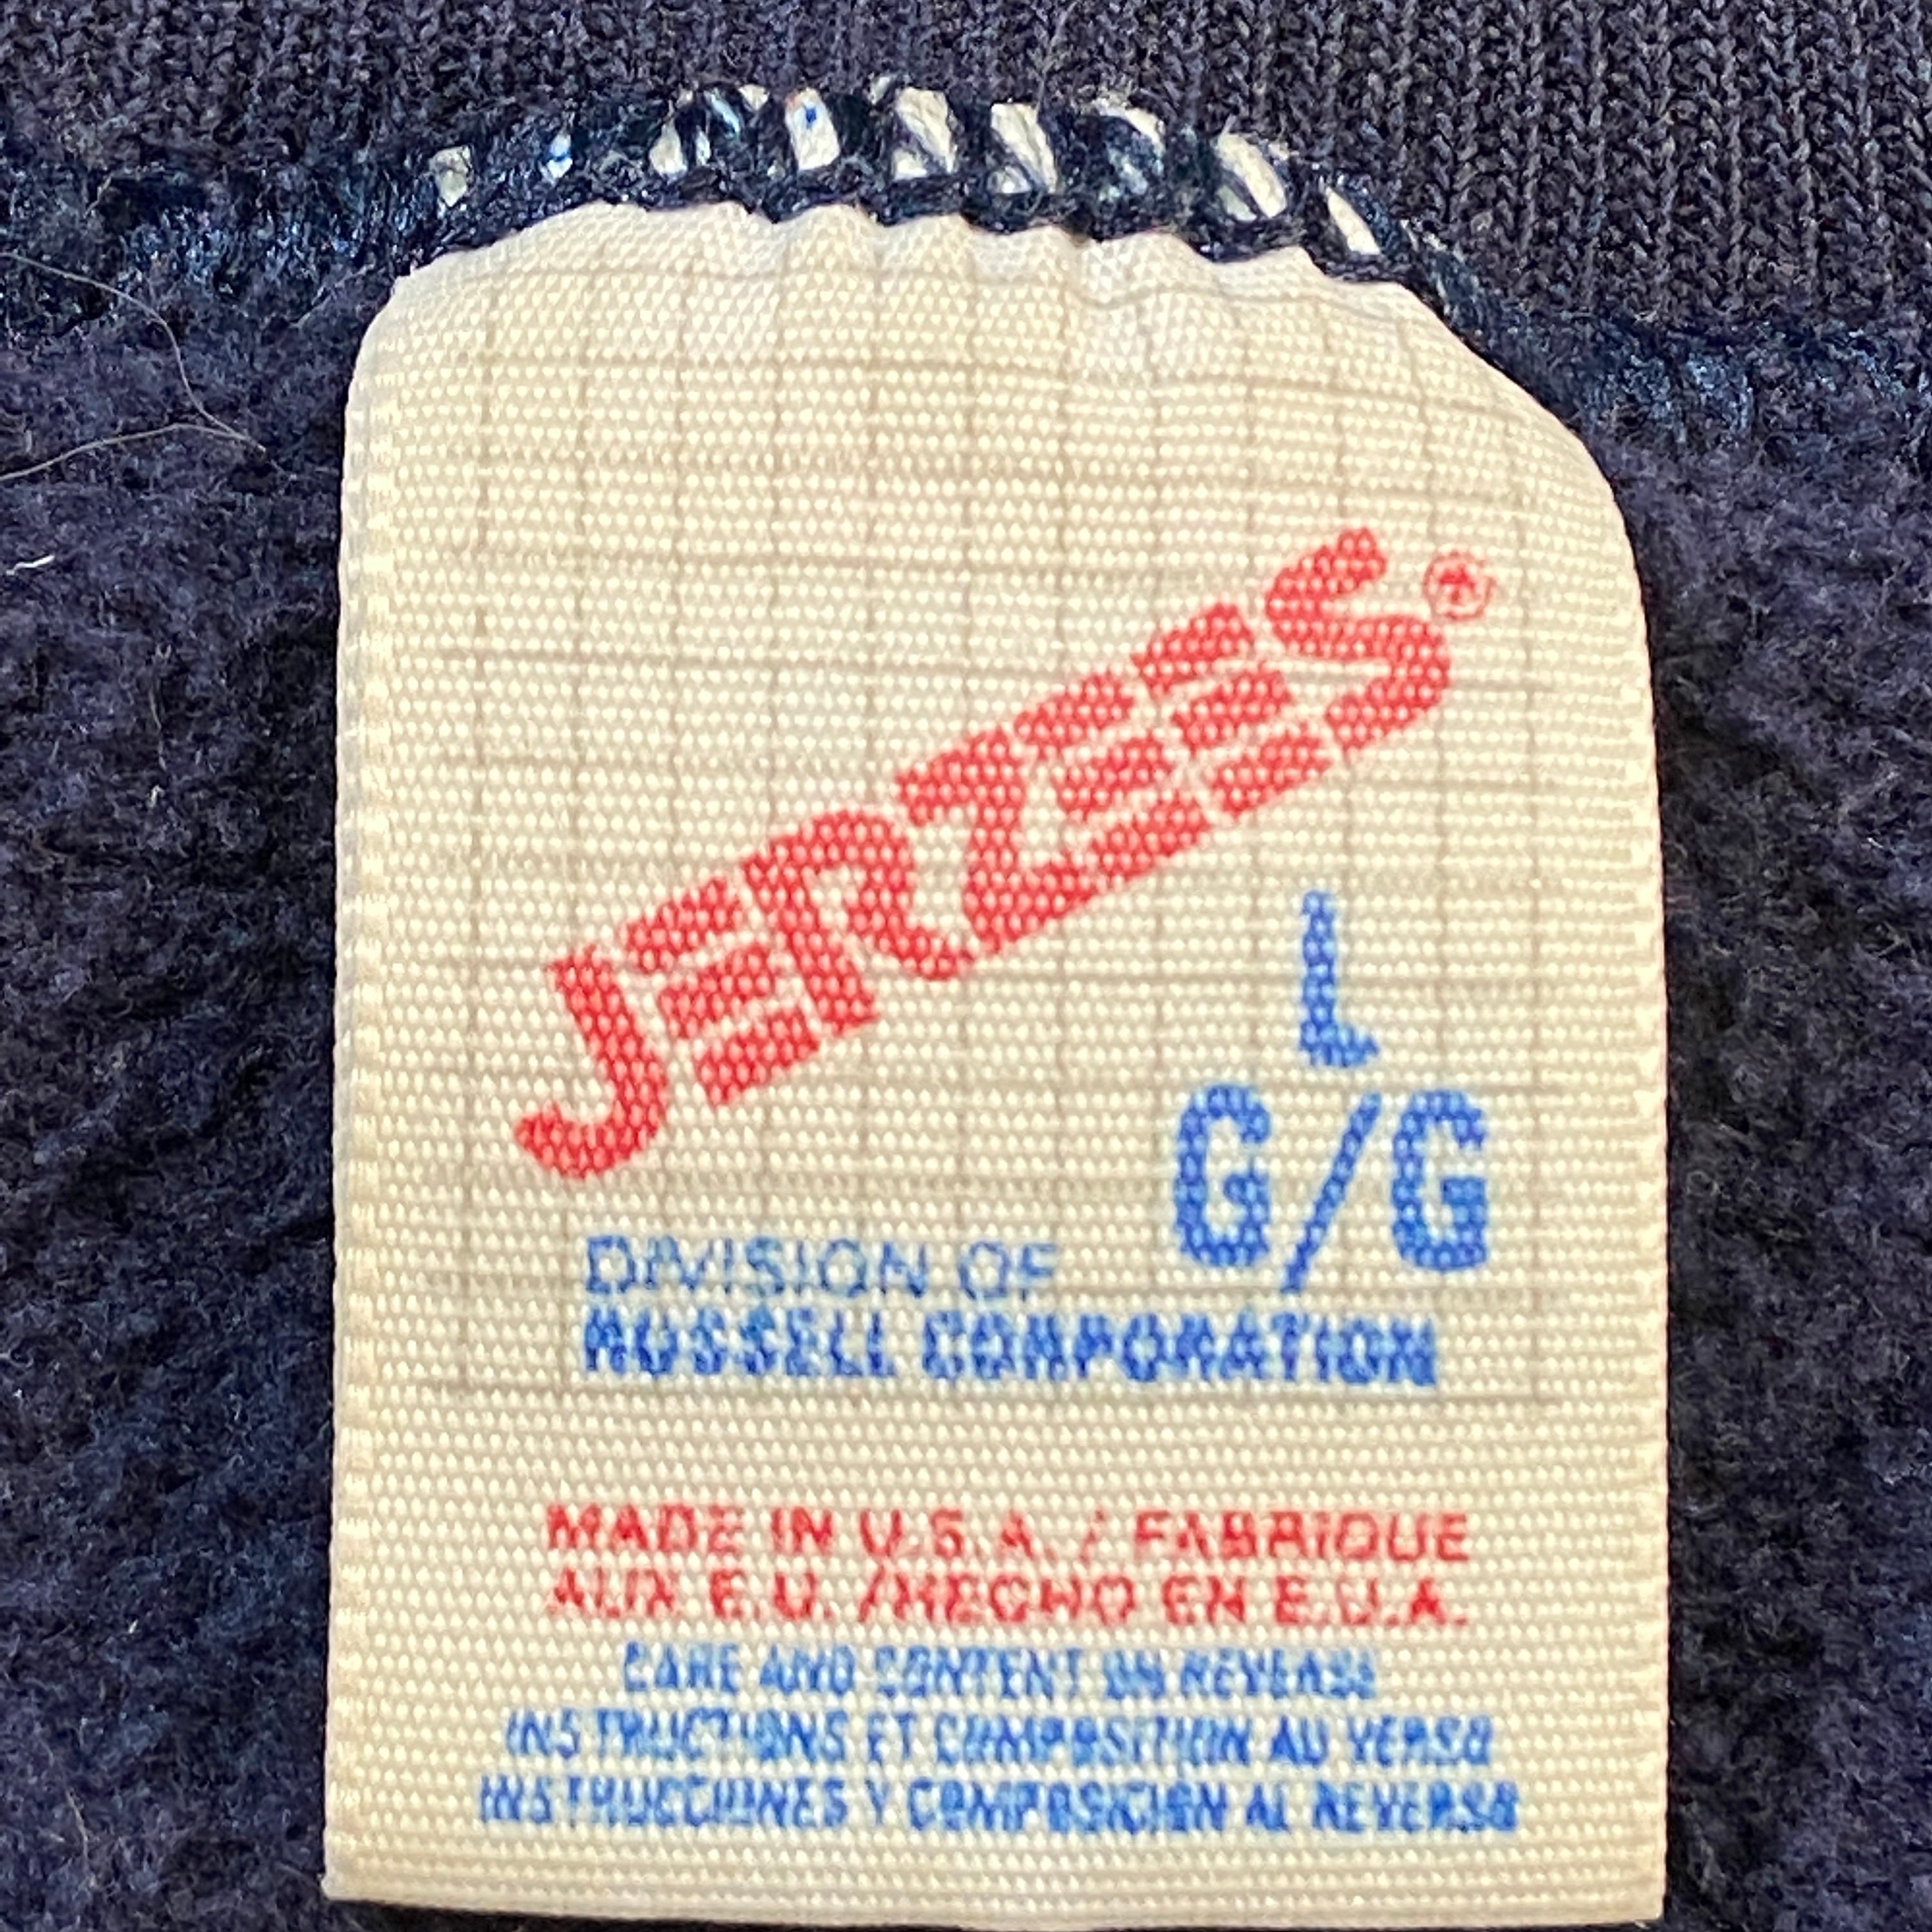 JERZEES®
L
G/G
DIVISION OF
RUSSELL CORPORATION
MADE IN U.S.A. / FABRIQUE
AUX E.U. /HECHO EN E.U.A.
CARE AND CONTENT ON REVERSE
INSTRUCTIONS ET COMPOSITION AU VERSO
INSTRUCCIONES Y COMPOSICION AL REVERSO